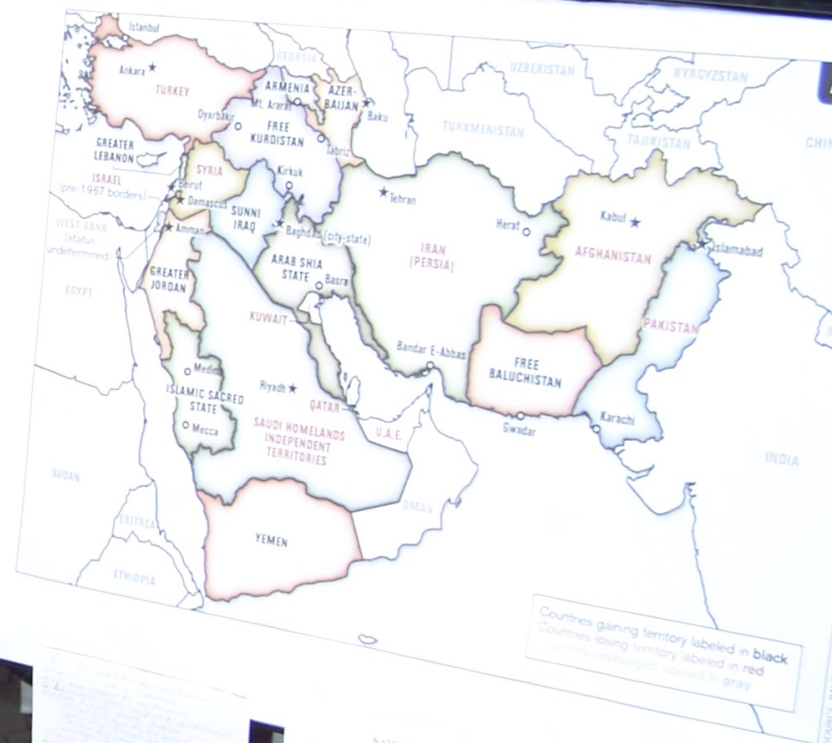 Istanbul
GEORGIA
UZBEKISTAN
KYRGYZSTAN
Ankara
TURKEY
ARMENIA
AZER-
BAIJAN
Mt. Ararat
Baku
TURKMENISTAN
TAJIKISTAN
Diyarbakir
FREE
KURDISTAN
Tabriz
GREATER
LEBANON
SYRIA
Kirkuk
ISRAEL
(pre-1967 borders)
Beirut
Damascus
Tehran
SUNNI
IRAQ
Herat
Kabul
WEST BANK
(status
undetermined)
Amman
Baghdad (city-state)
IRAN
(PERSIA)
AFGHANISTAN
Islamabad
ARAB SHIA
STATE
Basra
GREATER
JORDAN
EGYPT
KUWAIT
PAKISTAN
Bandar E-Abbas
FREE
BALUCHISTAN
Medina
ISLAMIC SACRED
STATE
Riyadh
QATAR
Mecca
U.A.E.
Gwadar
Karachi
SAUDI HOMELANDS
INDEPENDENT
TERRITORIES
INDIA
SUDAN
OMAN
ERITREA
YEMEN
ETHIOPIA
Countries gaining territory labeled in black
Countries losing territory labeled in red
unchanged labeled in gray